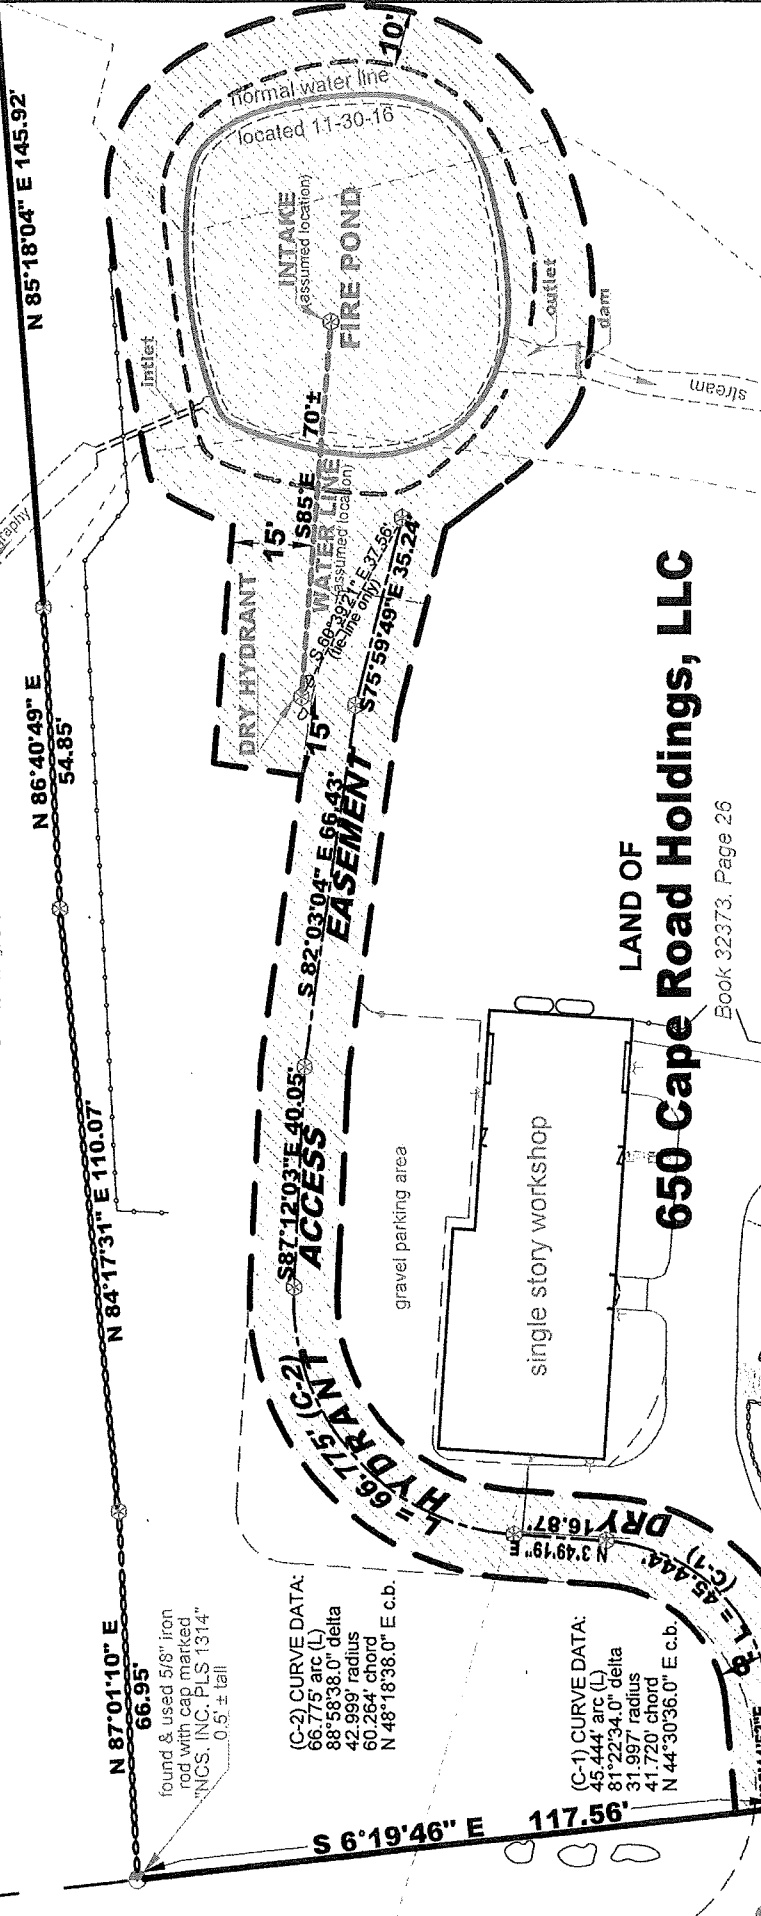 N 85°18'04" E 145.92'
N 86°40'49" E
54.85'
N 84°17'31" E 110.07'
N 87°01'10" E
66.95'
S 6°19'46" E 117.56'
found & used 5/8" iron
rod with cap marked
"NCS, INC. PLS 1314"
0.5' ± tall
10'
normal water line
located 11-30-16
INTAKE
(assumed location)
FIRE POND
intlet
outlet
dam
stream
raphy
70'±
S85°E
WATER LINE
(assumed location)
15'
DRY HYDRANT
S 60°39'21" E 37.56'
(tie-line only)
S75°59'49"E 35.24'
15'
S 82°03'04" E 66.43'
EASEMENT
S87°12'03"E 40.05'
ACCESS
L = 66.775' (C-2)
HYDRANT
N 3°49'19" E
16.87'
DRY
L = 45.444'
(C-1)
8'
(C-2) CURVE DATA:
66.775' arc (L)
88°58'38.0" delta
42.999' radius
60.264' chord
N 48°18'38.0" E c.b.
(C-1) CURVE DATA:
45.444' arc (L)
81°22'34.0" delta
31.997' radius
41.720' chord
N 44°30'36.0" E c.b.
gravel parking area
single story workshop
LAND OF
650 Cape Road Holdings, LLC
Book 32373, Page 26